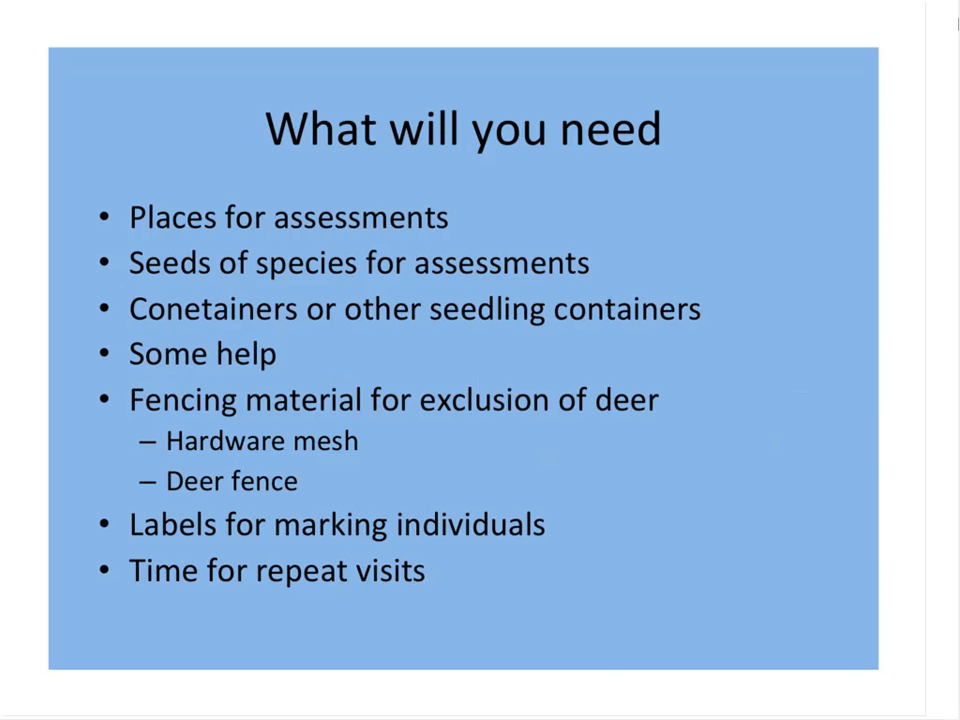 What will you need
• Places for assessments
• Seeds of species for assessments
• Conetainers or other seedling containers
• Some help
• Fencing material for exclusion of deer
– Hardware mesh
– Deer fence
• Labels for marking individuals
• Time for repeat visits